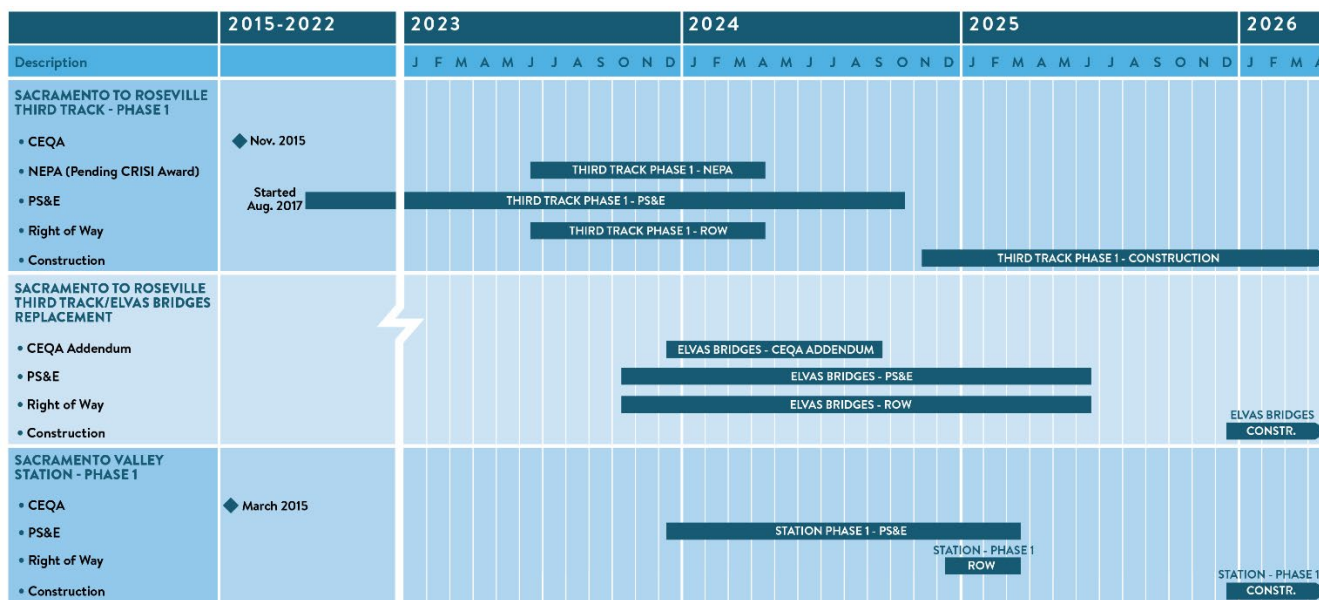 2015-2022 2023 2024 2025 2026
Description J F M A M J J A S O N D J F M A M J J A S O N D J F M A M J J A S O N D J F M A
SACRAMENTO TO ROSEVILLE
THIRD TRACK - PHASE 1
• CEQA Nov. 2015
• NEPA (Pending CRISI Award) THIRD TRACK PHASE 1 - NEPA
• PS&E Started
Aug. 2017 THIRD TRACK PHASE 1 - PS&E
• Right of Way THIRD TRACK PHASE 1 - ROW
• Construction THIRD TRACK PHASE 1 - CONSTRUCTION
SACRAMENTO TO ROSEVILLE
THIRD TRACK/ELVAS BRIDGES
REPLACEMENT
• CEQA Addendum ELVAS BRIDGES - CEQA ADDENDUM
• PS&E ELVAS BRIDGES - PS&E
• Right of Way ELVAS BRIDGES - ROW
ELVAS BRIDGES
• Construction CONSTR.
SACRAMENTO VALLEY
STATION - PHASE 1
• CEQA March 2015
• PS&E STATION PHASE 1 - PS&E
STATION - PHASE 1
• Right of Way ROW
STATION - PHASE 1
• Construction CONSTR.